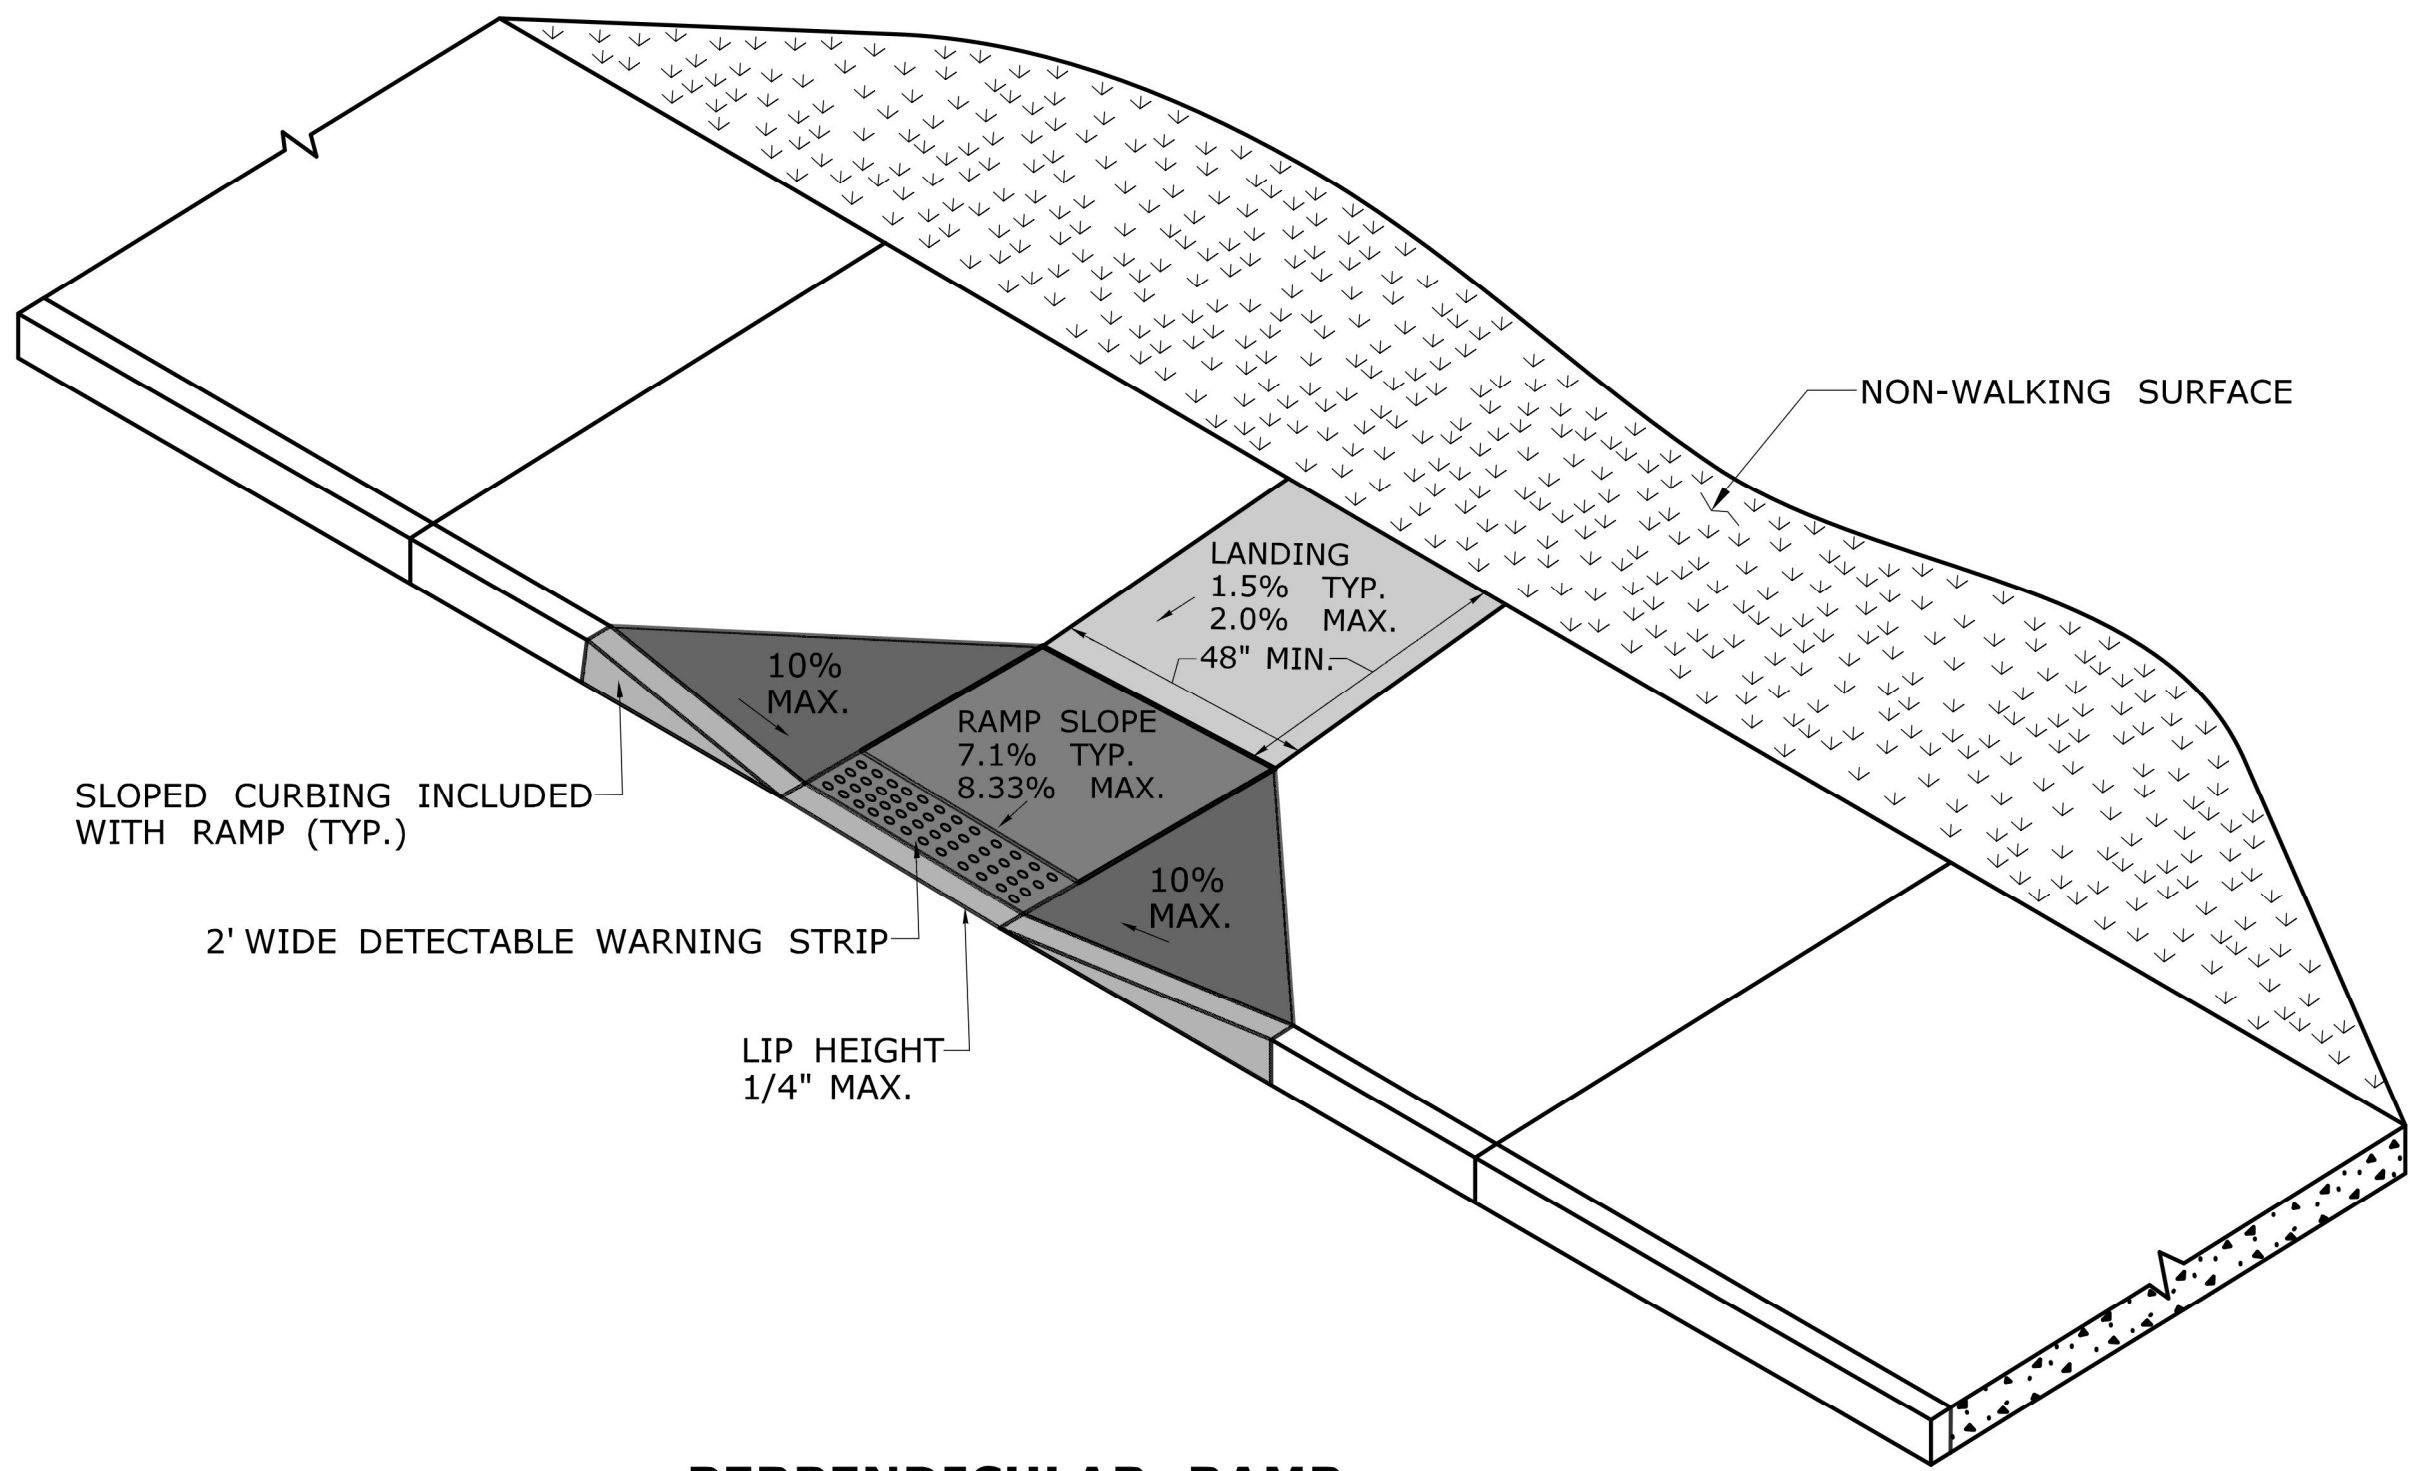 NON-WALKING SURFACE
LANDING
1.5% TYP.
2.0% MAX.
48" MIN.
10%
MAX.
RAMP SLOPE
7.1% TYP.
8.33% MAX.
SLOPED CURBING INCLUDED
WITH RAMP (TYP.)
10%
MAX.
2' WIDE DETECTABLE WARNING STRIP
LIP HEIGHT
1/4" MAX.
PERPENDICULAR RAMP